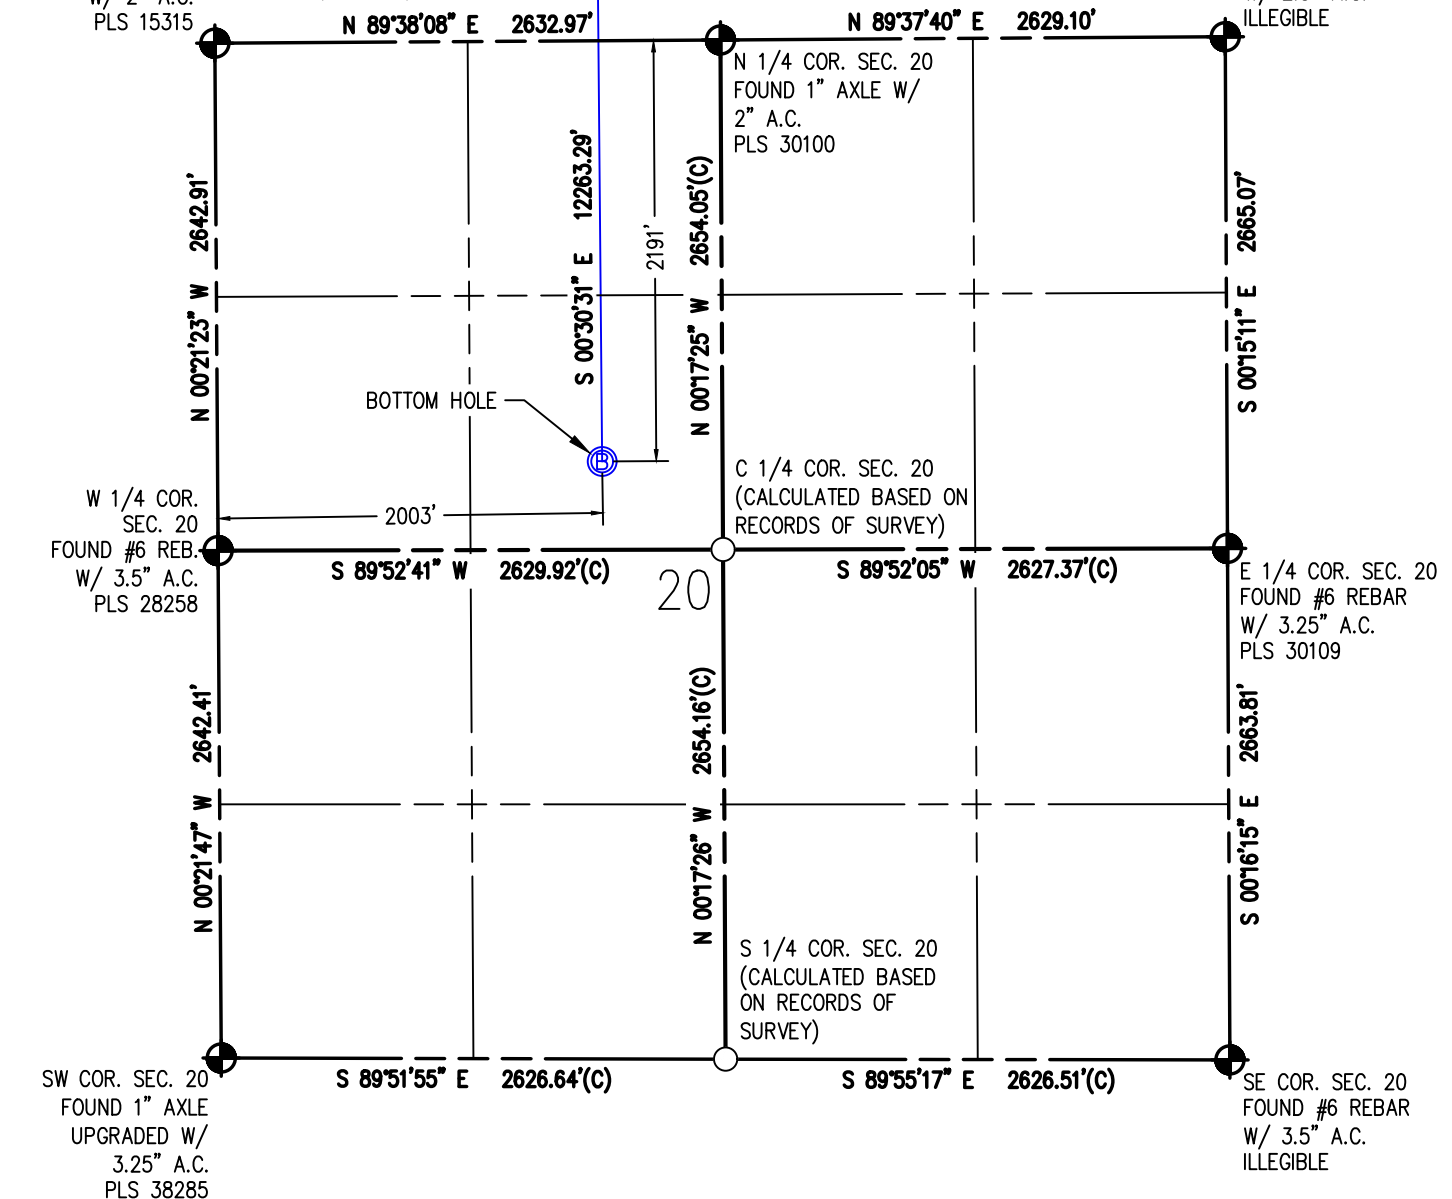 W/ 2" A.C.
PLS 15315
N 89°38'08" E 2632.97'
N 89°37'40" E 2629.10'
ILLEGIBLE
N 1/4 COR. SEC. 20
FOUND 1" AXLE W/
2" A.C.
PLS 30100
N 00°21'23" W 2642.91'
S 00°30'31" E 12263.29'
2191'
N 00°17'25" W 2654.05'(C)
S 00°15'11" E 2665.07'
BOTTOM HOLE
B
C 1/4 COR. SEC. 20
(CALCULATED BASED ON
RECORDS OF SURVEY)
W 1/4 COR.
SEC. 20
FOUND #6 REB.
W/ 3.5" A.C.
PLS 28258
2003'
S 89°52'41" W 2629.92'(C)
S 89°52'05" W 2627.37'(C)
20
E 1/4 COR. SEC. 20
FOUND #6 REBAR
W/ 3.25" A.C.
PLS 30109
N 00°21'47" W 2642.41'
N 00°17'26" W 2654.16'(C)
S 00°16'15" E 2663.81'
S 1/4 COR. SEC. 20
(CALCULATED BASED
ON RECORDS OF
SURVEY)
S 89°51'55" E 2626.64'(C)
S 89°55'17" E 2626.51'(C)
SW COR. SEC. 20
FOUND 1" AXLE
UPGRADED W/
3.25" A.C.
PLS 38285
SE COR. SEC. 20
FOUND #6 REBAR
W/ 3.5" A.C.
ILLEGIBLE